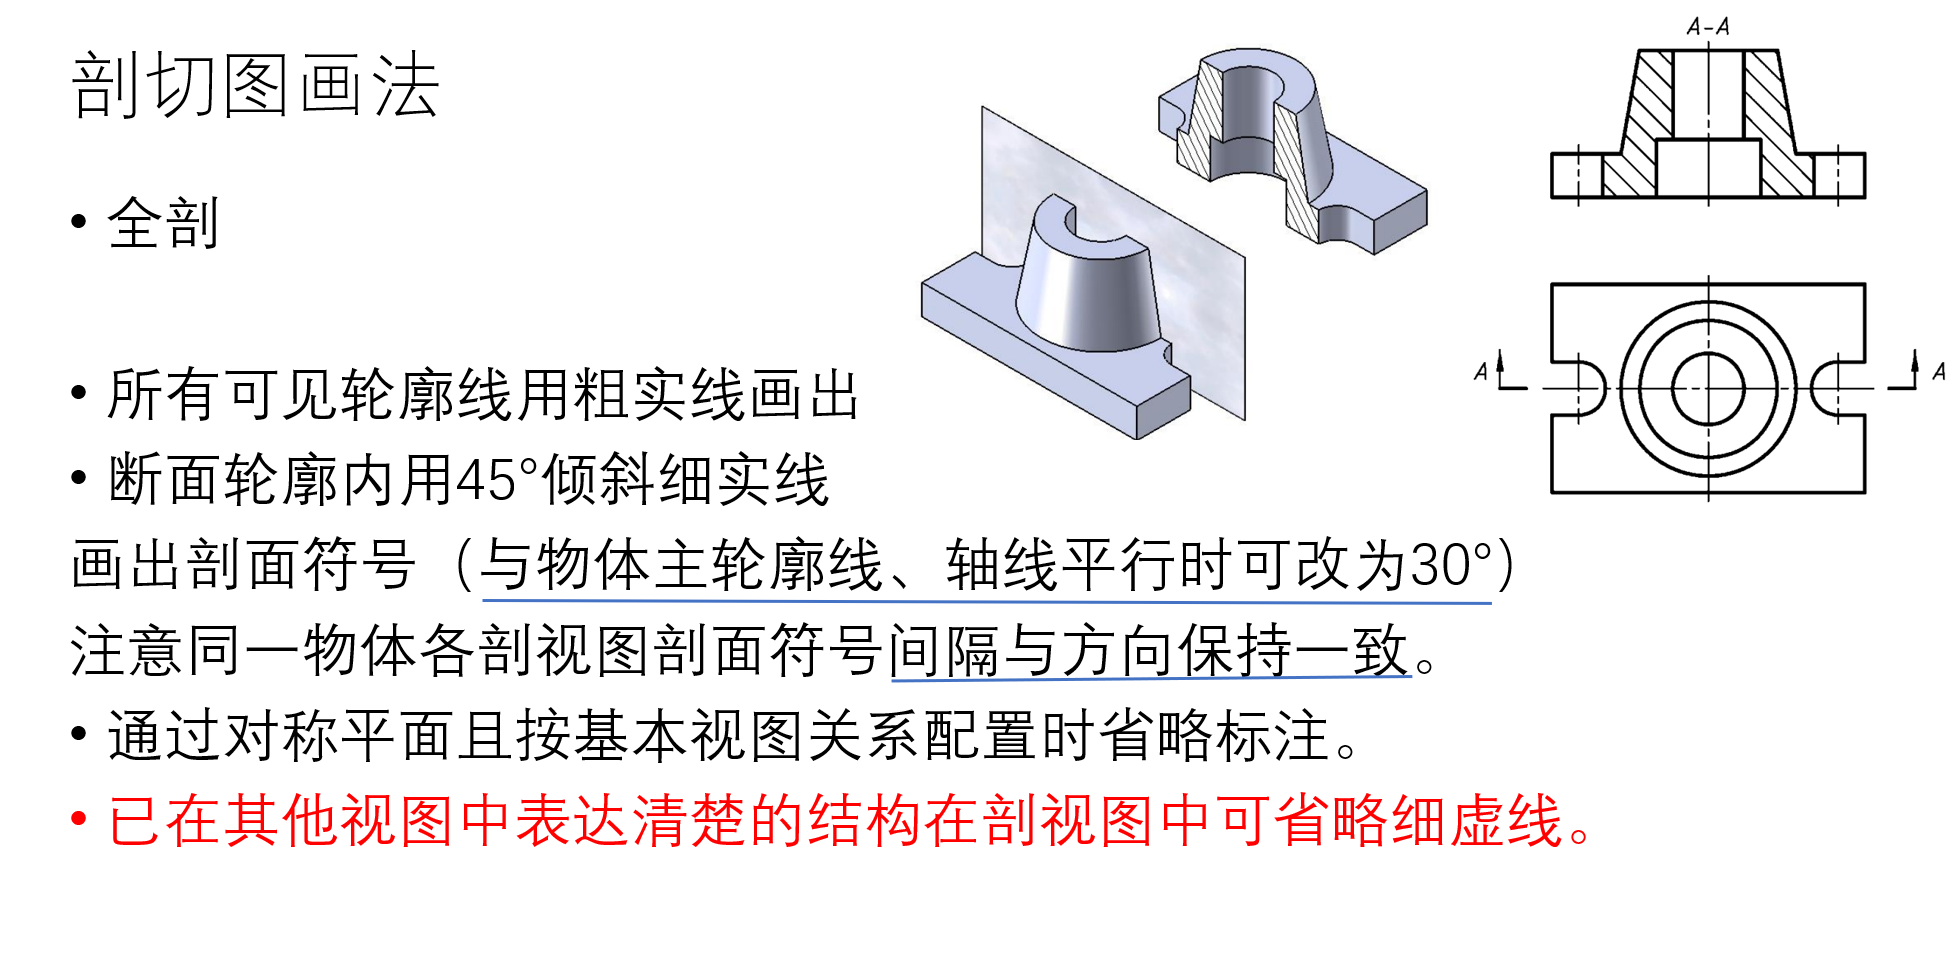 剖切图画法
• 全剖
• 所有可见轮廓线用粗实线画出
• 断面轮廓内用45°倾斜细实线
画出剖面符号（与物体主轮廓线、轴线平行时可改为30°）
注意同一物体各剖视图剖面符号间隔与方向保持一致。
• 通过对称平面且按基本视图关系配置时省略标注。
• 已在其他视图中表达清楚的结构在剖视图中可省略细虚线。
A-A
A
A